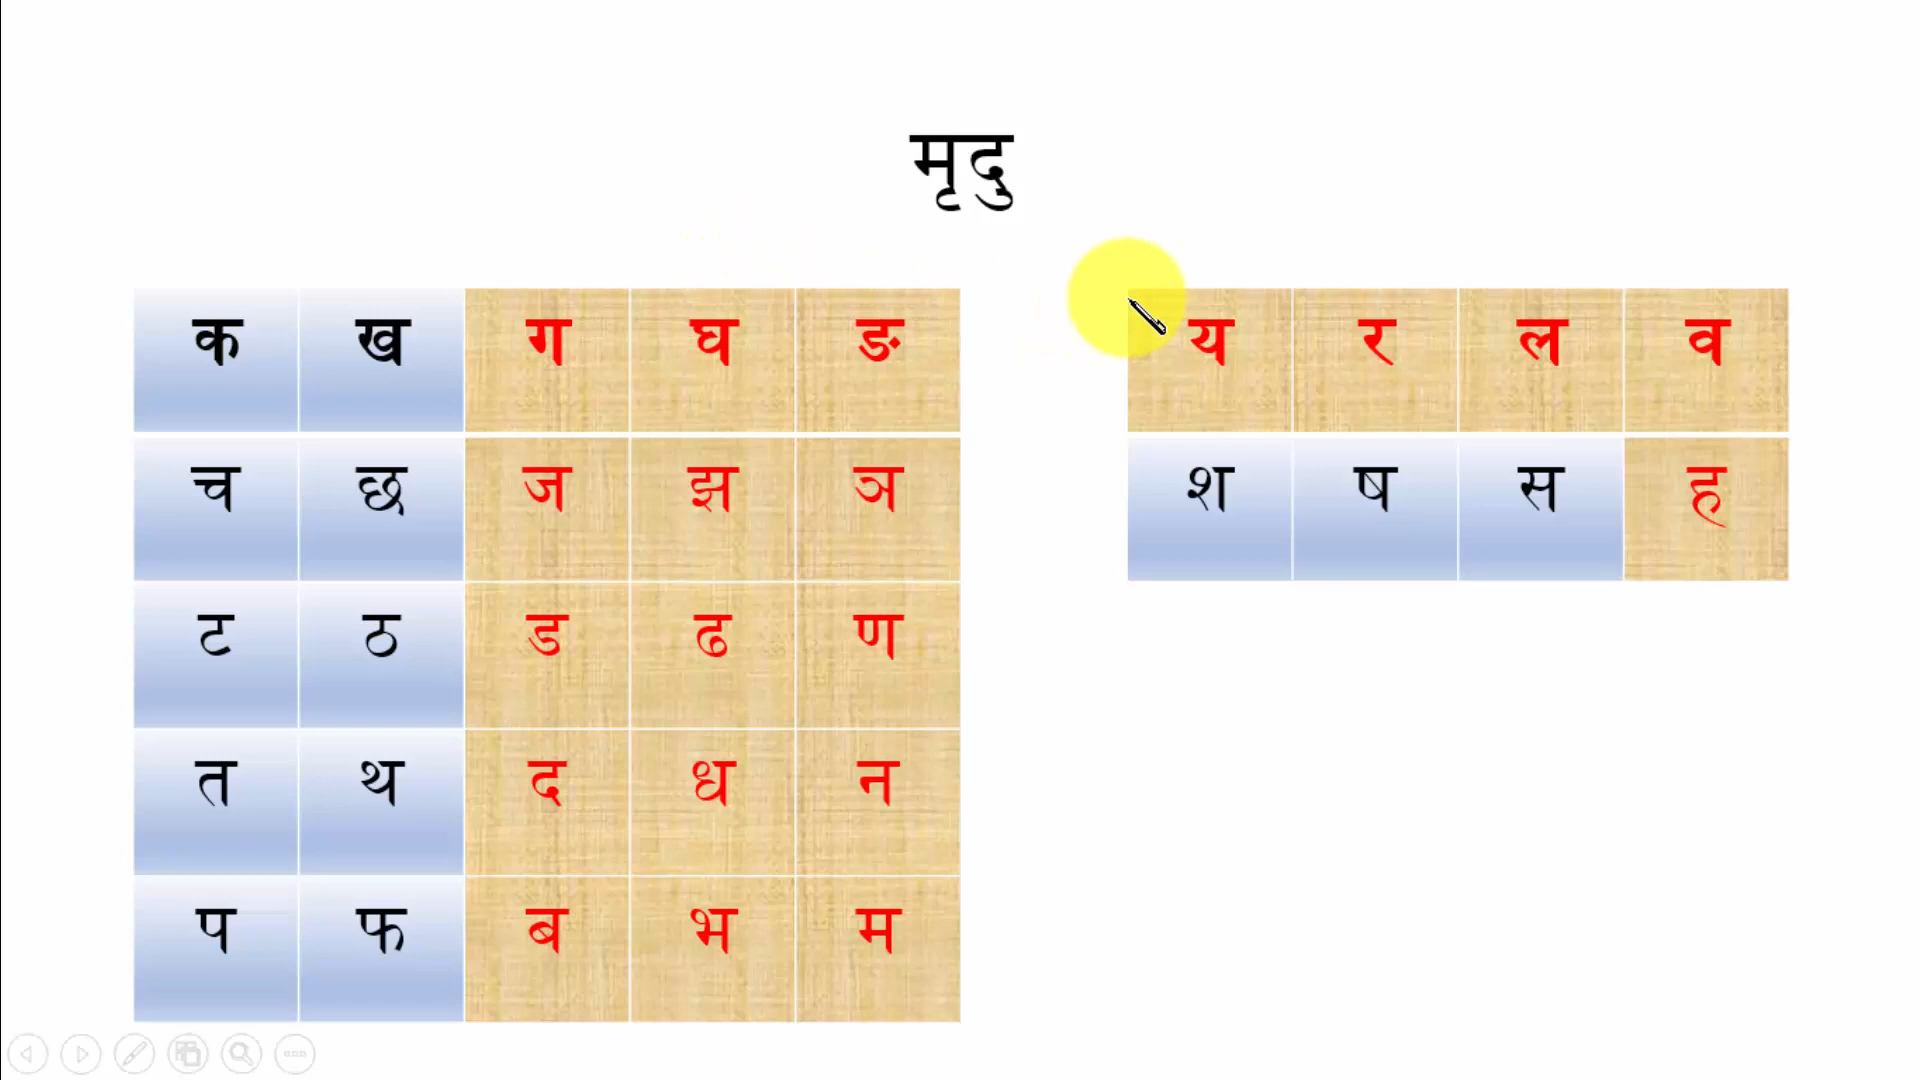 मृदु
क ख ग घ ङ
च छ ज झ ञ
ट ठ ड ढ ण
त थ द ध न
प फ ब भ म
य र ल व
श ष स ह